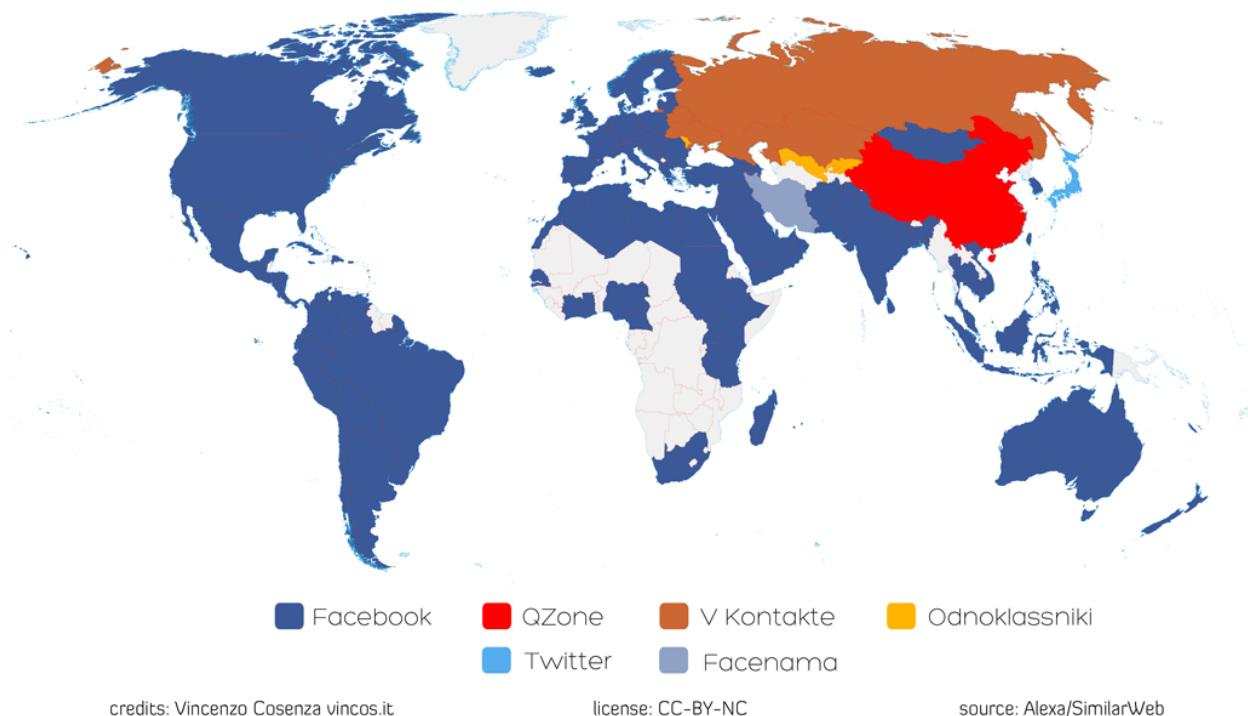 Facebook QZone V Kontakte Odnoklassniki
Twitter Facenama
credits: Vincenzo Cosenza vincos.it license: CC-BY-NC source: Alexa/SimilarWeb